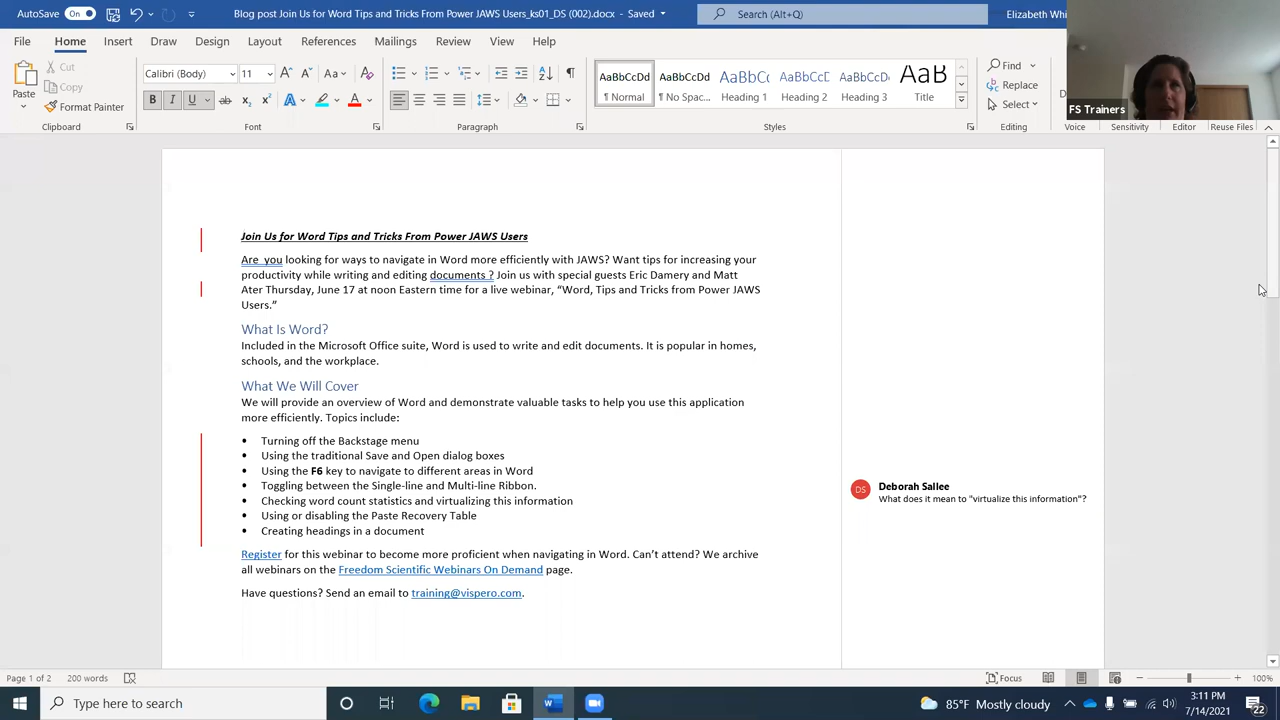 AutoSave On
Blog Post Word Tips and Tricks From Power JAWS Users_ks01_DS (002).docx - Saved
Search (Alt+Q)
Elizabeth Whi
File Home Insert Draw Design Layout References Mailings Review View Help
Paste
Cut
Copy
Format Painter
Calibri (Body) 11
AaBbCcDd AaBbCcDd AaBbCc AaBbCcD AaBbCcD AaB
Normal No Spac... Heading 1 Heading 2 Heading 3 Title
Find
Replace
Select
D
FS Trainers
Clipboard Font Paragraph Styles Editing Voice Sensitivity Editor Reuse Files
Join Us for Word Tips and Tricks From Power JAWS Users
Are you looking for ways to navigate in Word more efficiently with JAWS? Want tips for increasing your
productivity while writing and editing documents ? Join us with special guests Eric Damery and Matt
Ater Thursday, June 17 at noon Eastern time for a live webinar, “Word, Tips and Tricks from Power JAWS
Users.”
What Is Word?
Included in the Microsoft Office suite, Word is used to write and edit documents. It is popular in homes,
schools, and the workplace.
What We Will Cover
We will provide an overview of Word and demonstrate valuable tasks to help you use this application
more efficiently. Topics include:
• Turning off the Backstage menu
• Using the traditional Save and Open dialog boxes
• Using the F6 key to navigate to different areas in Word
• Toggling between the Single-line and Multi-line Ribbon.
• Checking word count statistics and virtualizing this information
• Using or disabling the Paste Recovery Table
• Creating headings in a document
DS Deborah Sallee
What does it mean to "virtualize this information"?
Register for this webinar to become more proficient when navigating in Word. Can’t attend? We archive
all webinars on the Freedom Scientific Webinars On Demand page.
Have questions? Send an email to training@vispero.com.
Page 1 of 2 200 words
Focus
100%
Type here to search
85°F Mostly cloudy
3:11 PM
7/14/2021
22